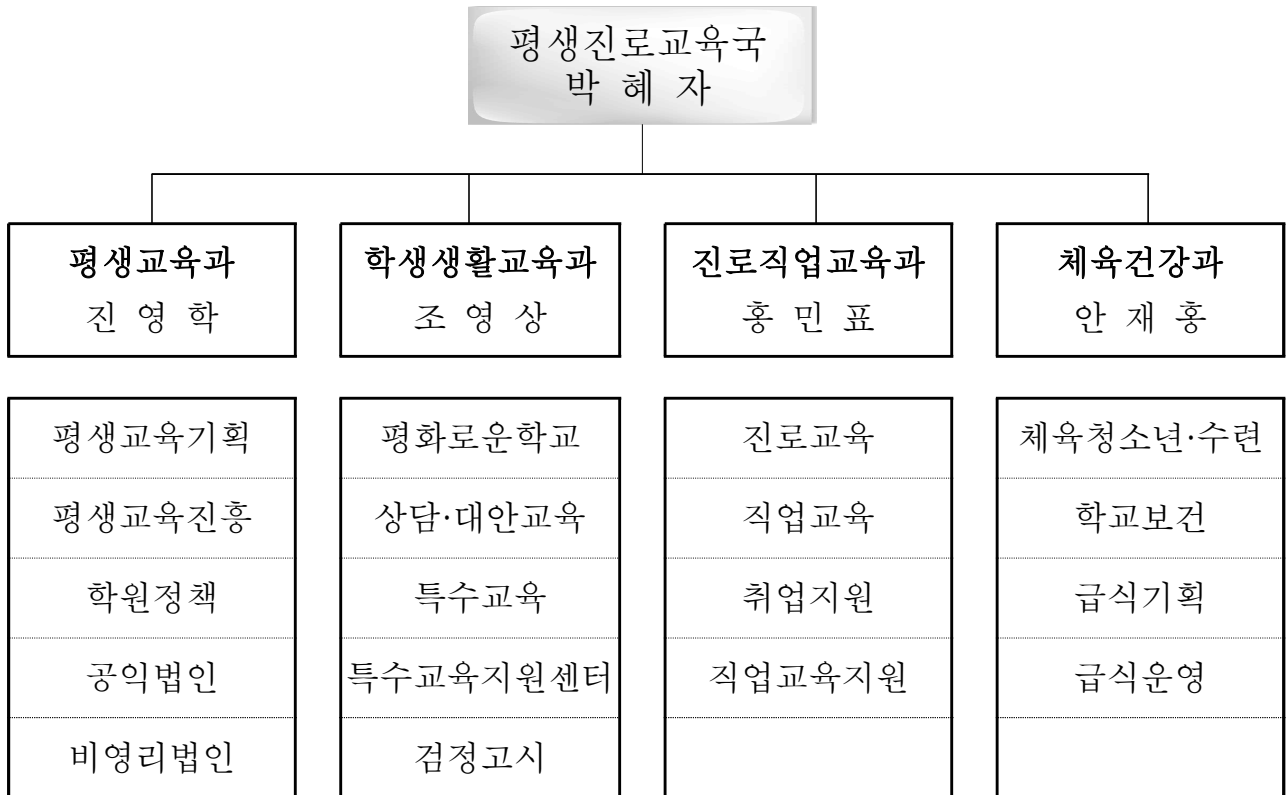 평생진로교육국
박 혜 자
평생교육과
진 영 학
학생생활교육과
조 영 상
진로직업교육과
홍 민 표
체육건강과
안 재 홍
평생교육기획
평생교육진흥
학원정책
공익법인
비영리법인
평화로운학교
상담·대안교육
특수교육
특수교육지원센터
검정고시
진로교육
직업교육
취업지원
직업교육지원
체육청소년·수련
학교보건
급식기획
급식운영